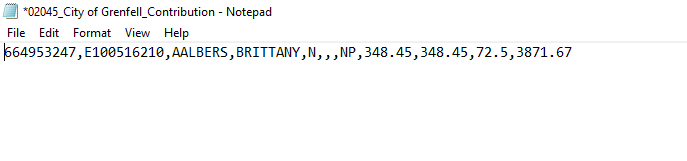 *02045_City of Grenfell_Contribution - Notepad
File Edit Format View Help
664953247,E100516210,AALBERS,BRITTANY,N,,,NP,348.45,348.45,72.5,3871.67